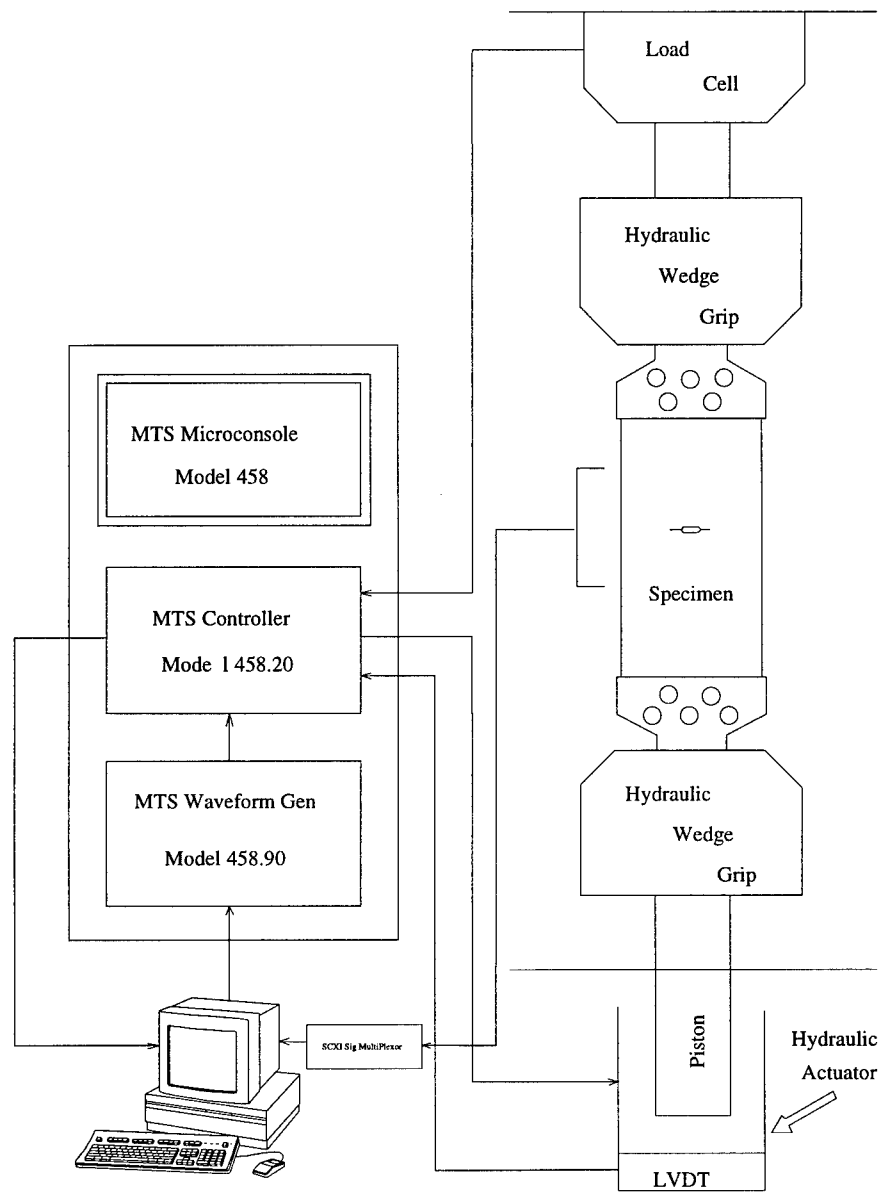 Load
Cell
Hydraulic
Wedge
Grip
MTS Microconsole
Model 458
MTS Controller
Mode l 458.20
Specimen
MTS Waveform Gen
Model 458.90
Hydraulic
Wedge
Grip
SCXI Sig MultiPlexor
Piston
Hydraulic
Actuator
LVDT